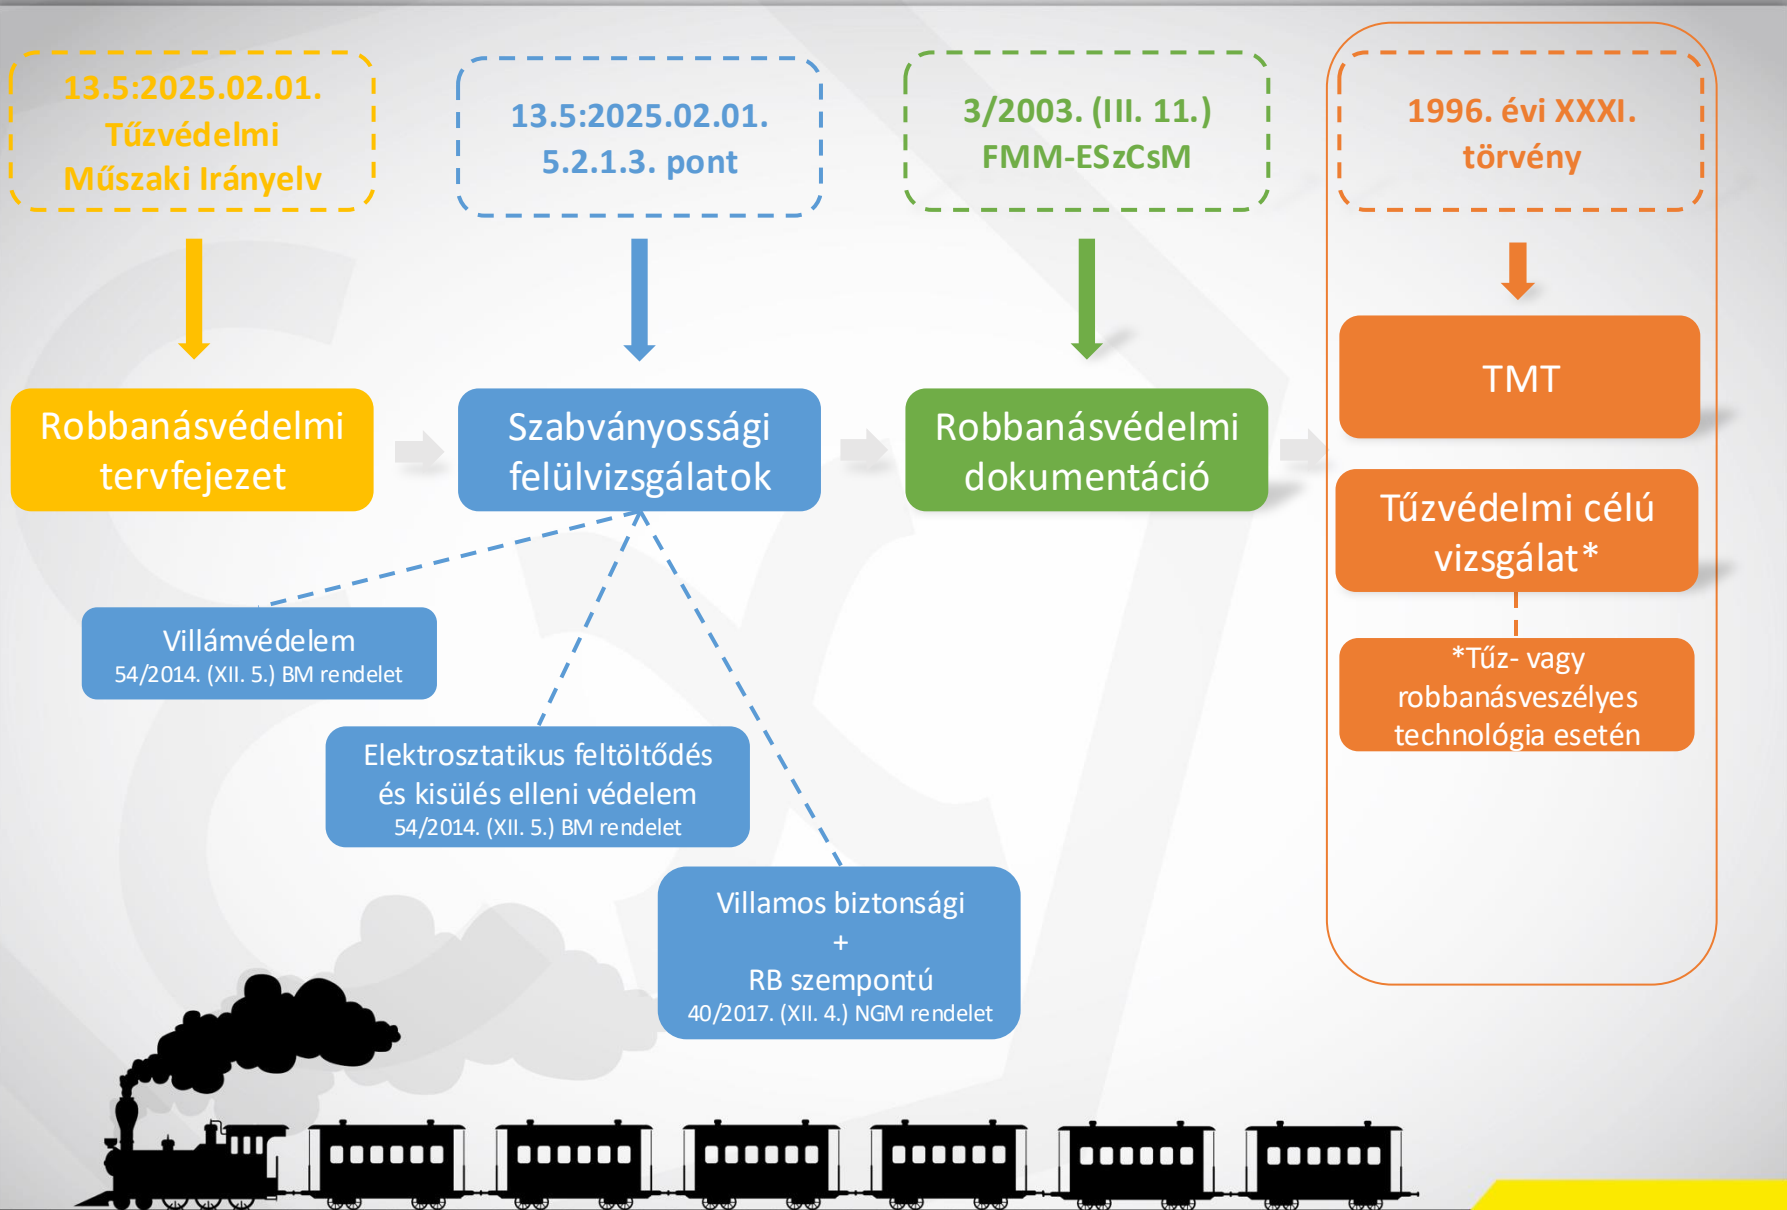 13.5:2025.02.01.
Tűzvédelmi
Műszaki Irányelv
13.5:2025.02.01.
5.2.1.3. pont
3/2003. (III. 11.)
FMM-ESzCsM
1996. évi XXXI.
törvény
Robbanásvédelmi
tervfejezet
Szabványossági
felülvizsgálatok
Robbanásvédelmi
dokumentáció
TMT
Tűzvédelmi célú
vizsgálat*
*Tűz- vagy
robbanásveszélyes
technológia esetén
Villámvédelem
54/2014. (XII. 5.) BM rendelet
Elektrosztatikus feltöltődés
és kisülés elleni védelem
54/2014. (XII. 5.) BM rendelet
Villamos biztonsági
+
RB szempontú
40/2017. (XII. 4.) NGM rendelet